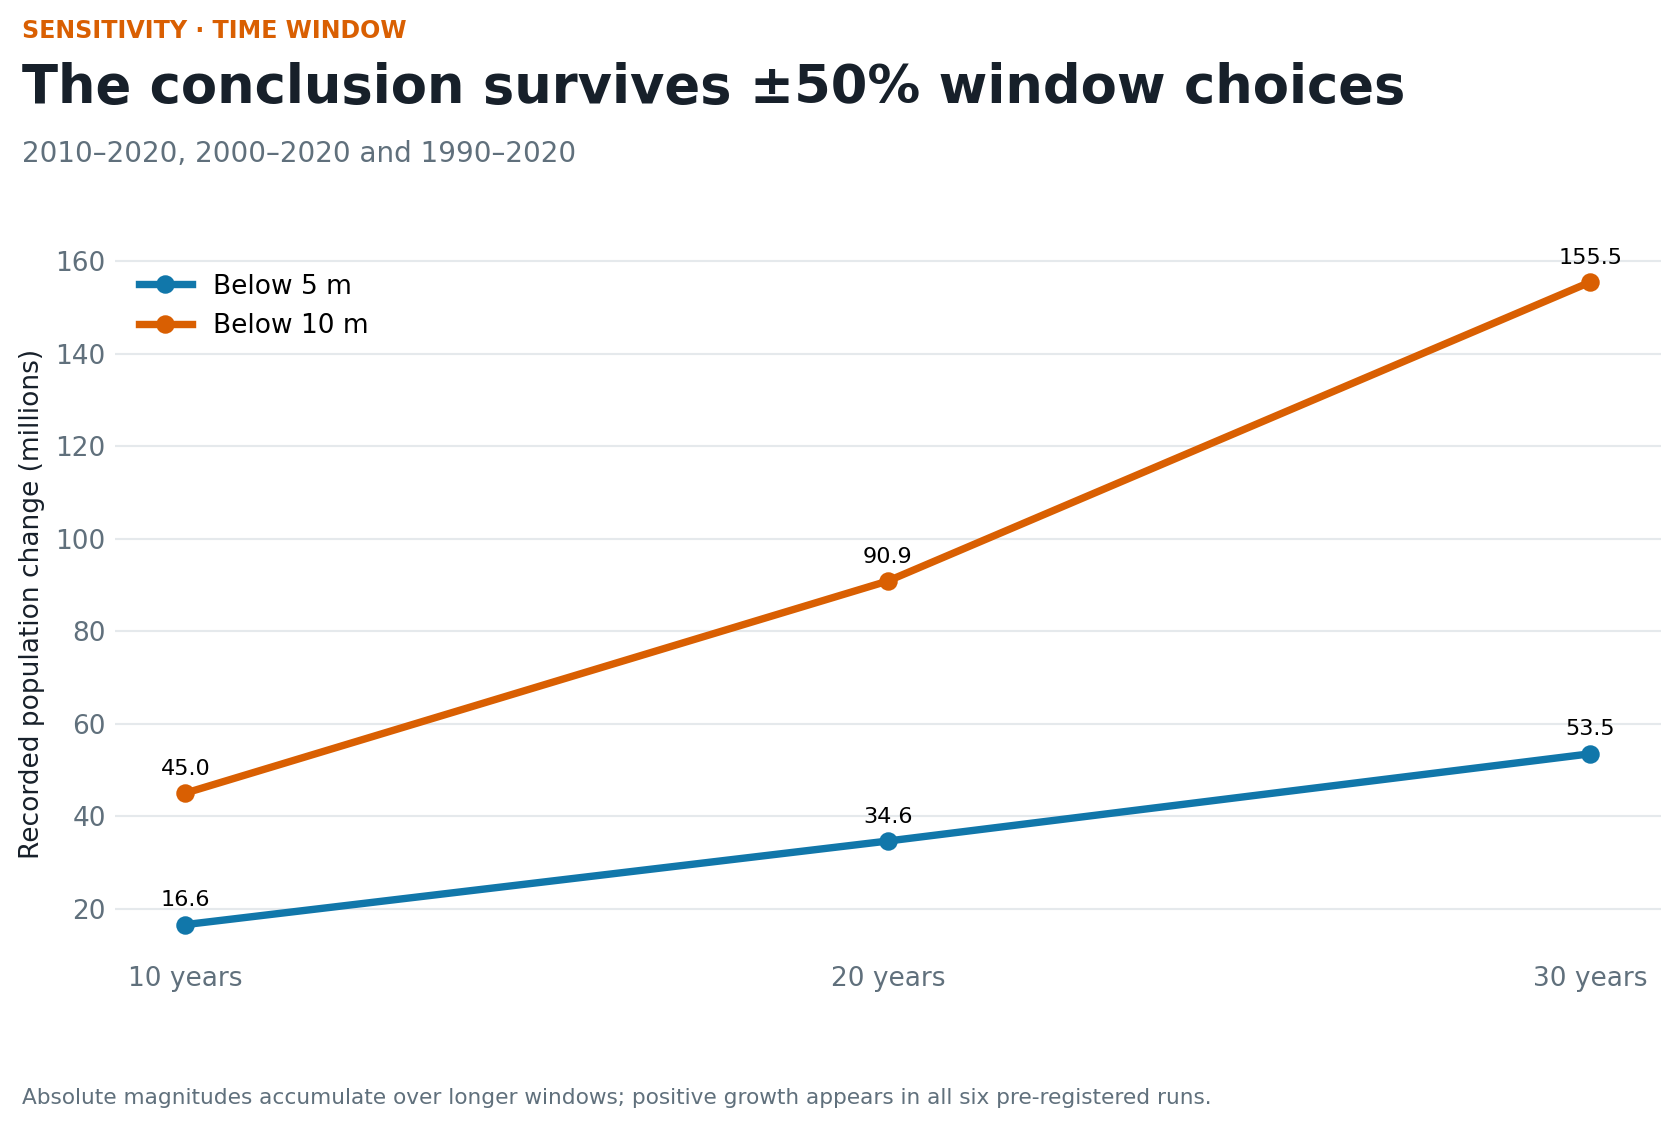 SENSITIVITY · TIME WINDOW
The conclusion survives ±50% window choices
2010–2020, 2000–2020 and 1990–2020
Recorded population change (millions)
160
140
120
100
80
60
40
20
Below 5 m
Below 10 m
155.5
90.9
45.0
53.5
34.6
16.6
10 years
20 years
30 years
Absolute magnitudes accumulate over longer windows; positive growth appears in all six pre-registered runs.